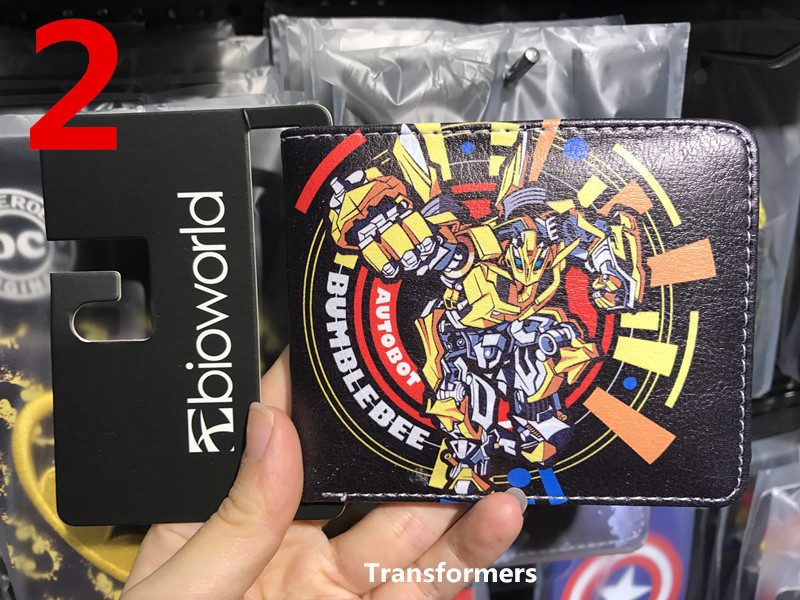 2
bioworld
AUTOBOT
BUMBLEBEE
Transformers